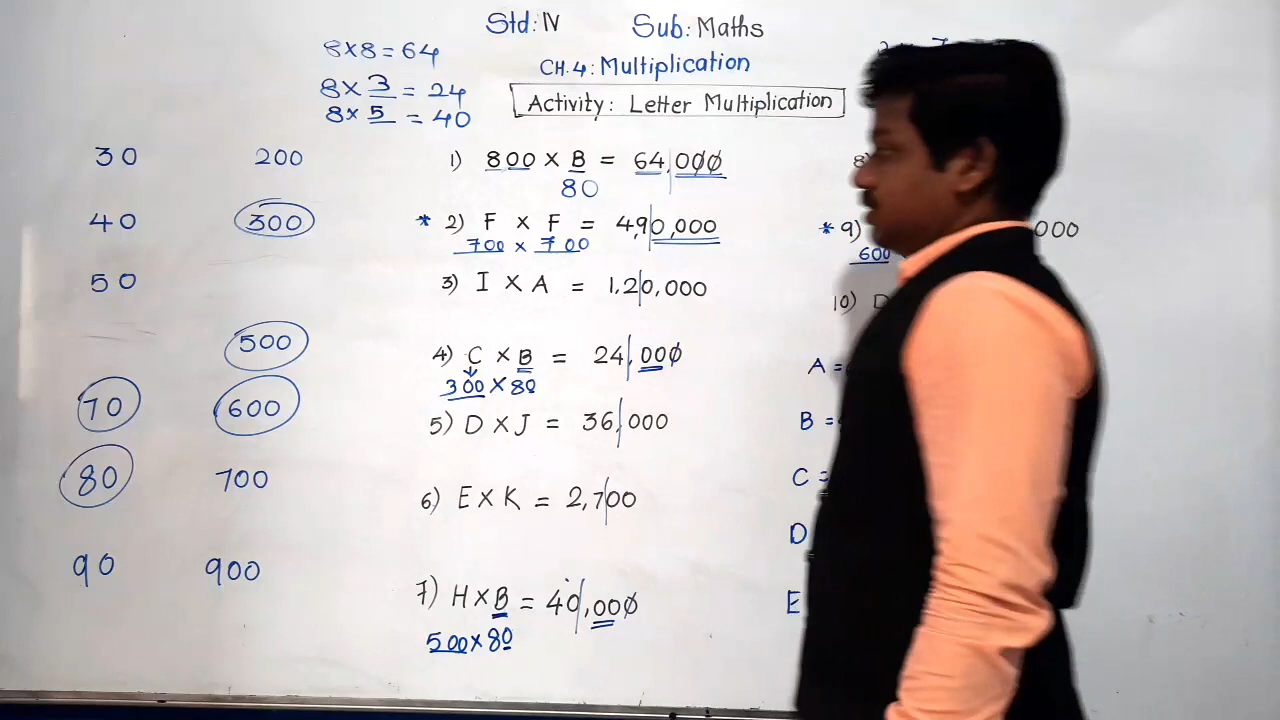 Std: IV Sub: Maths
CH.4: Multiplication
Activity: Letter Multiplication
8×8=64
8×3=24
8×5=40
30 200
40 300
50
500
70 600
80 700
90 900
1) 800 × B = 64,000
80
* 2) F × F = 4,90,000
700 × 700
3) I × A = 1,20,000
4) C × B = 24,000
300 × 80
5) D × J = 36,000
6) E × K = 2,700
7) H × B = 40,000
500 × 80
8)
* 9) 000
600
10) D
A =
B =
C =
D
E